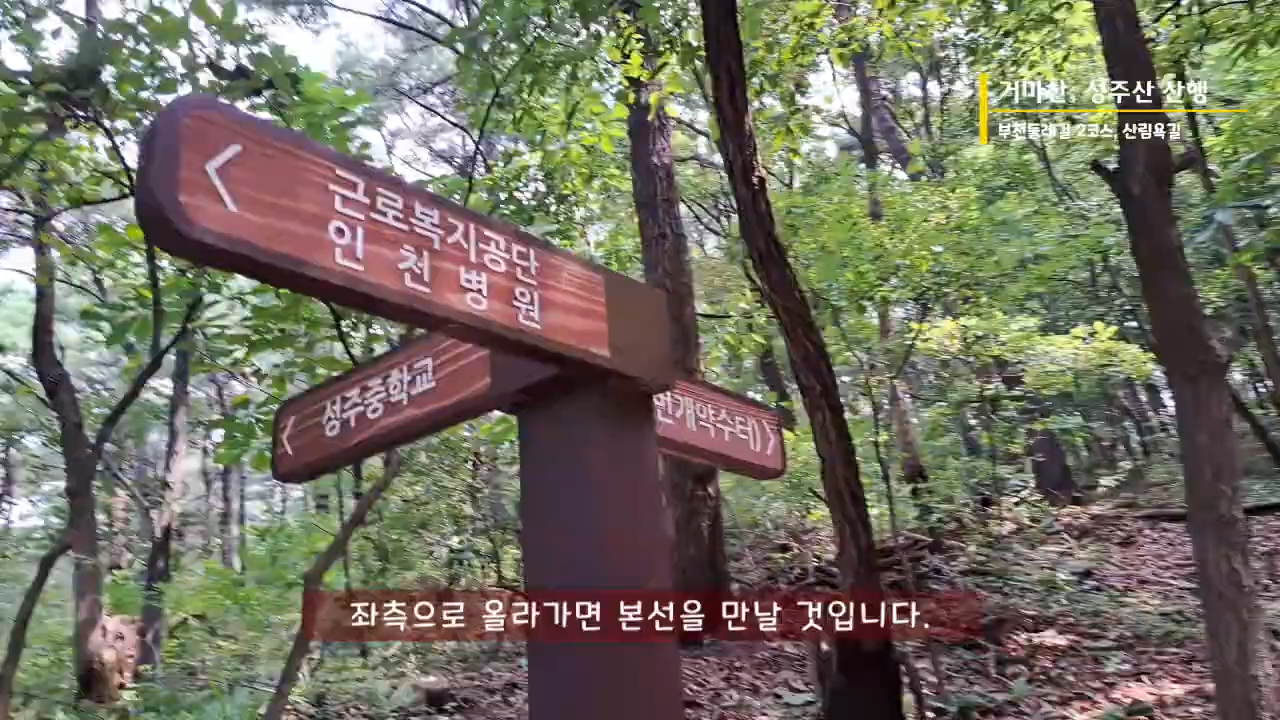 거마산, 성주산 산행
부천둘레길 2코스, 산림욕길
근로복지공단
인천병원
성주중학교
번개약수터)
좌측으로 올라가면 본선을 만날 것입니다.